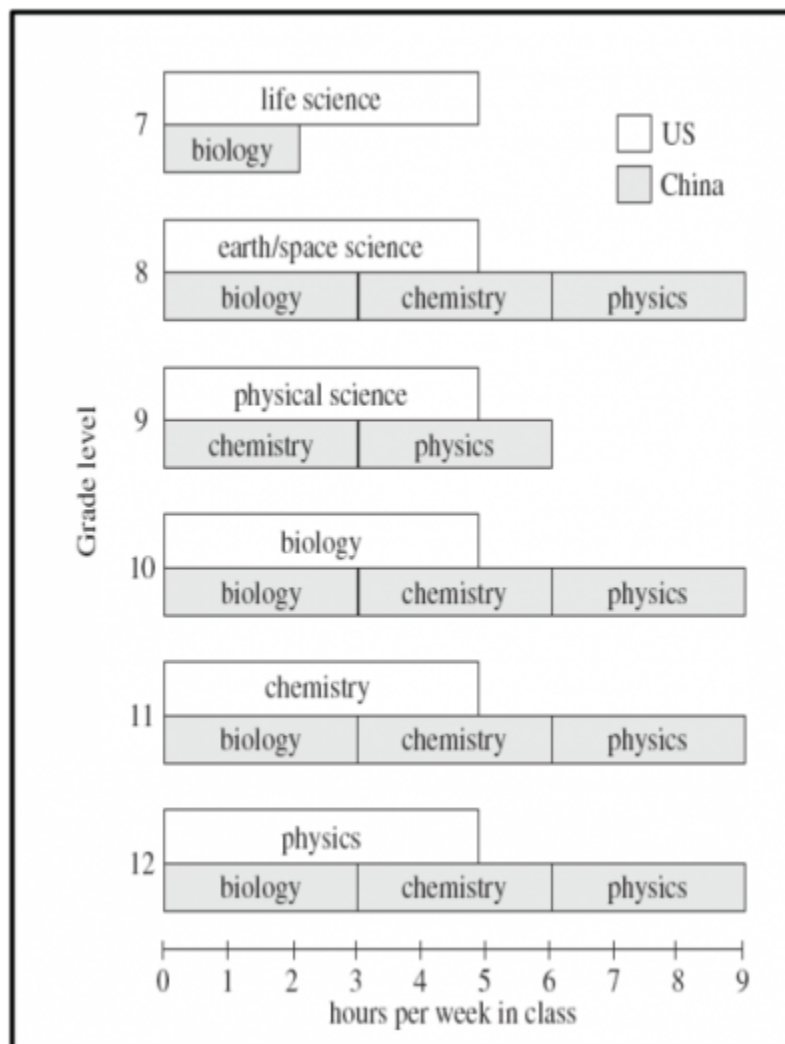 life science
7
biology
US
China
earth/space science
8
biology chemistry physics
physical science
9
chemistry physics
Grade level
biology
10
biology chemistry physics
chemistry
11
biology chemistry physics
physics
12
biology chemistry physics
0 1 2 3 4 5 6 7 8 9
hours per week in class